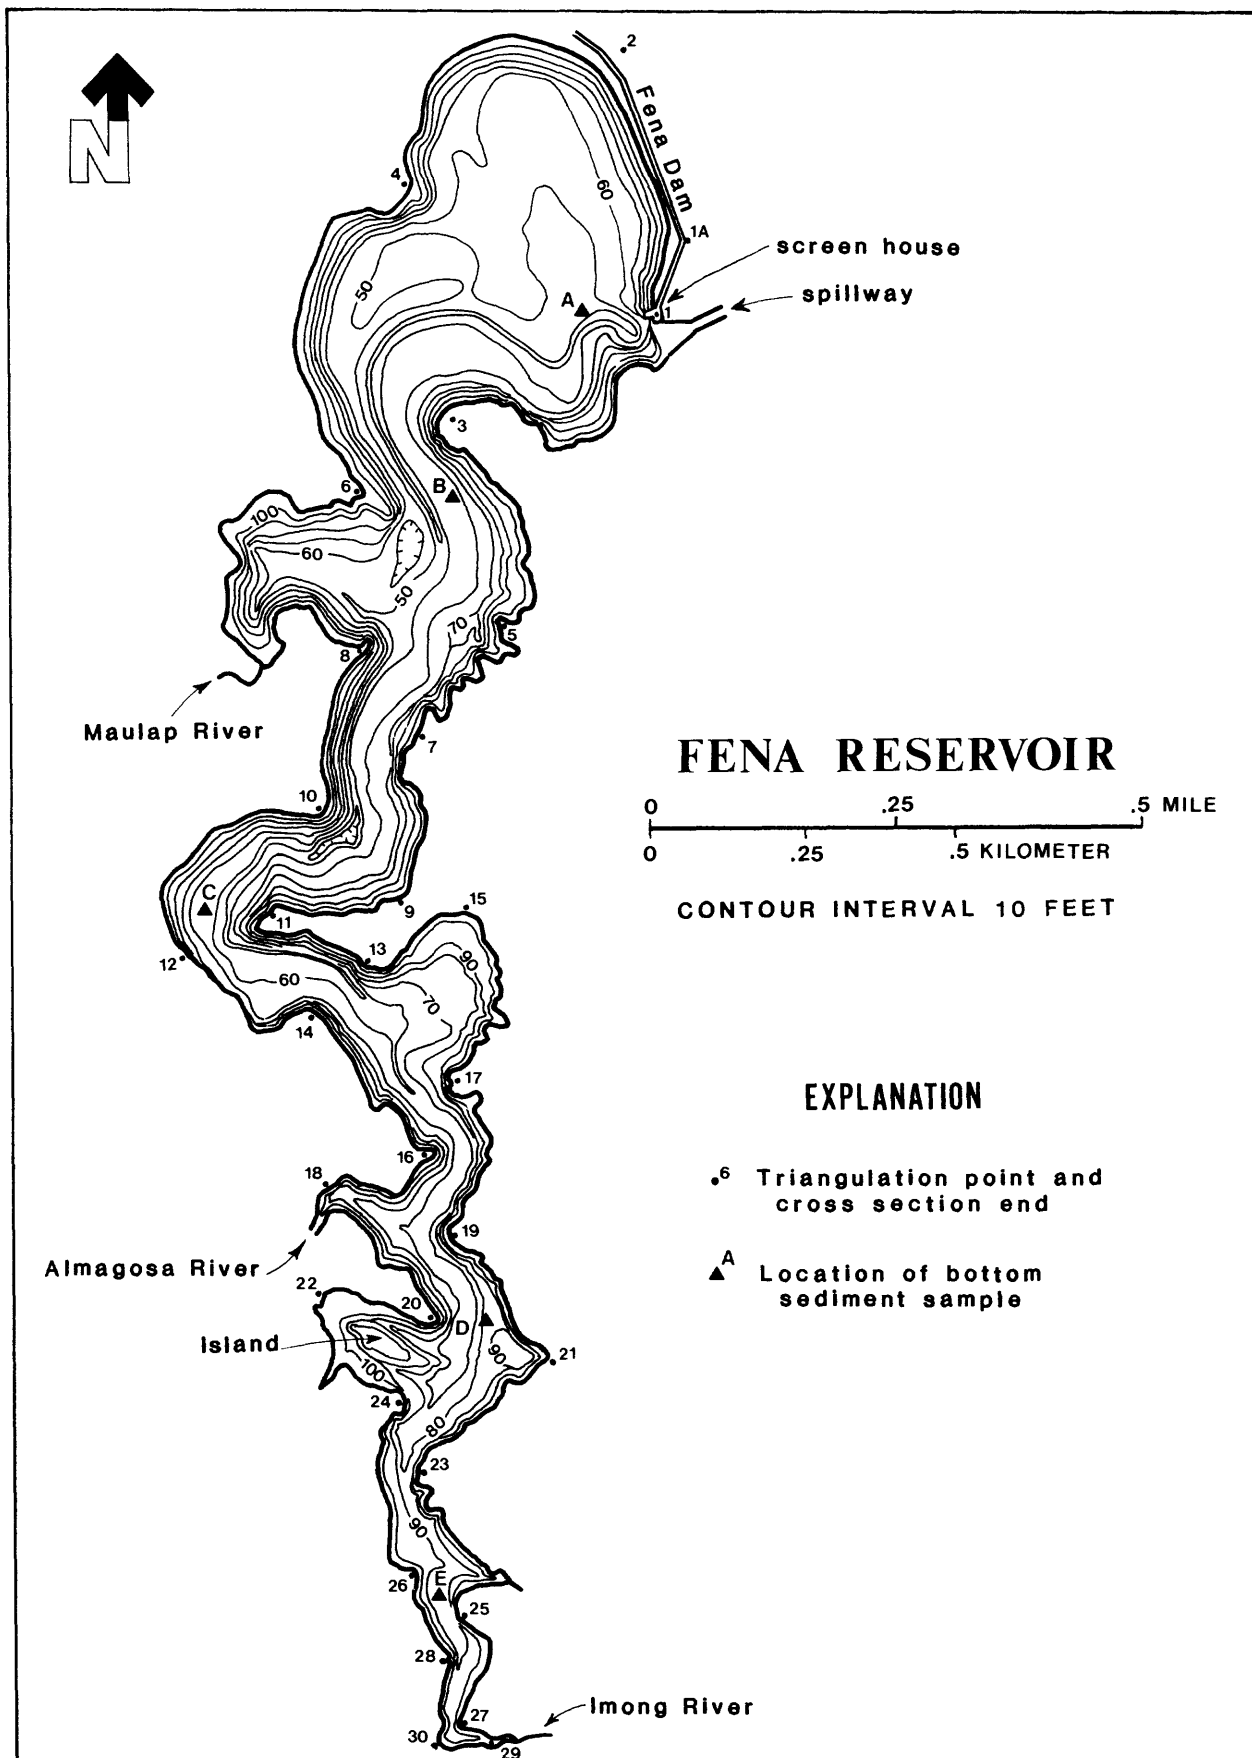 2
Fena Dam
N
4
60
1A
screen house
50
A
spillway
1
3
B
6
100
60
50
70
5
8
Maulap River
7
FENA RESERVOIR
0 .25 .5 MILE
0 .25 .5 KILOMETER
10
C
11
9
15
CONTOUR INTERVAL 10 FEET
12
13
90
60
70
14
17
EXPLANATION
16
18
6 Triangulation point and
cross section end
19
Almagosa River
22
A Location of bottom
sediment sample
20
D
Island
90
21
100
24
80
23
90
26
E
25
28
Imong River
27
30
29